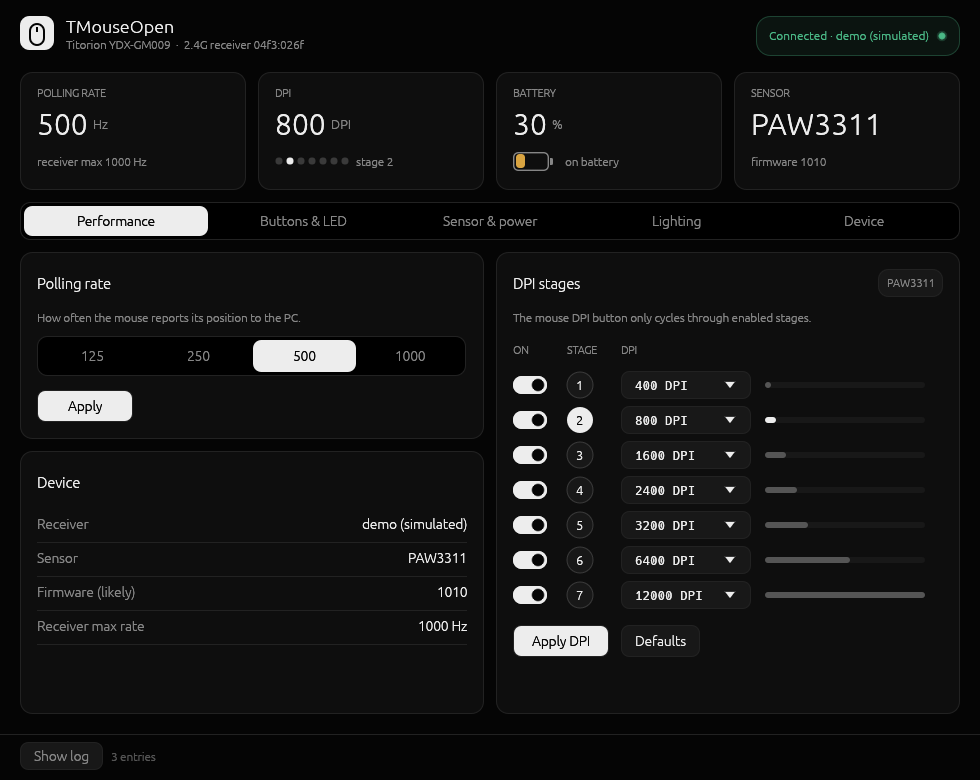 TMouseOpen
Titorion YDX-GM009 · 2.4G receiver 04f3:026f
Connected · demo (simulated)
POLLING RATE
500 Hz
receiver max 1000 Hz
DPI
800 DPI
stage 2
BATTERY
30 %
on battery
SENSOR
PAW3311
firmware 1010
Performance
Buttons & LED
Sensor & power
Lighting
Device
Polling rate
How often the mouse reports its position to the PC.
125 250 500 1000
Apply
Device
Receiver demo (simulated)
Sensor PAW3311
Firmware (likely) 1010
Receiver max rate 1000 Hz
DPI stages
PAW3311
The mouse DPI button only cycles through enabled stages.
ON STAGE DPI
1 400 DPI
2 800 DPI
3 1600 DPI
4 2400 DPI
5 3200 DPI
6 6400 DPI
7 12000 DPI
Apply DPI
Defaults
Show log
3 entries